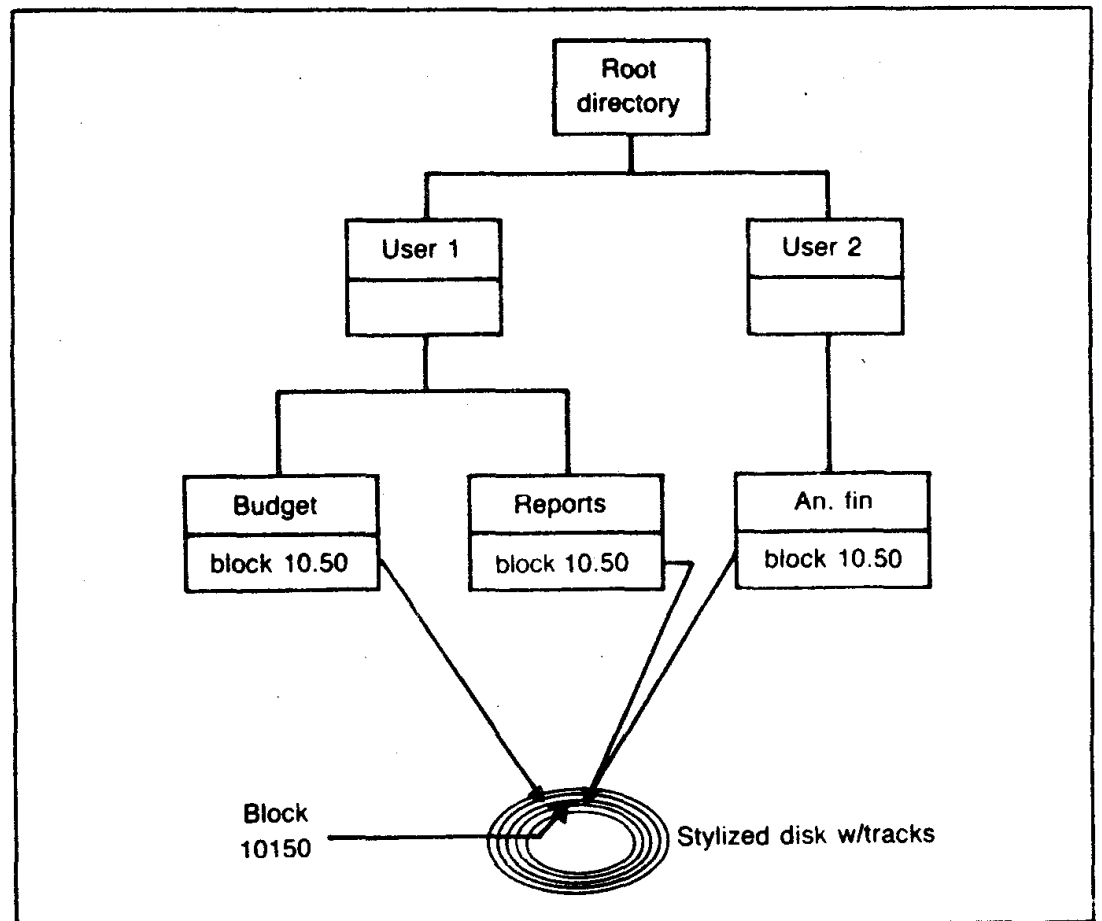 Root
directory
User 1
User 2
Budget
Reports
An. fin
block 10.50
block 10.50
block 10.50
Block
10150
Stylized disk w/tracks